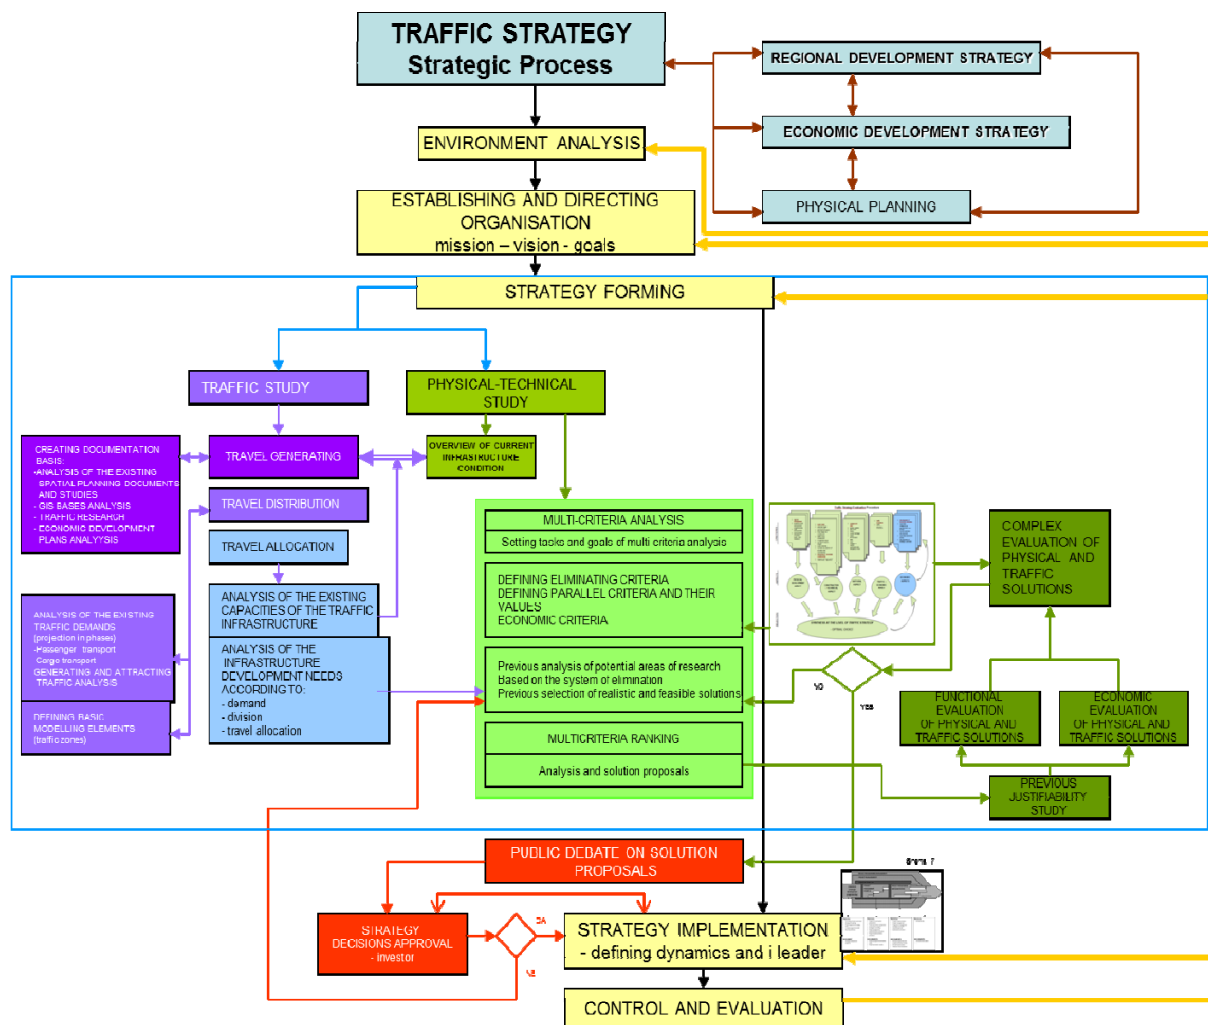 TRAFFIC STRATEGY
Strategic Process
REGIONAL DEVELOPMENT STRATEGY
ECONOMIC DEVELOPMENT STRATEGY
PHYSICAL PLANNING
ENVIRONMENT ANALYSIS
ESTABLISHING AND DIRECTING
ORGANISATION
mission – vision - goals
STRATEGY FORMING
TRAFFIC STUDY
PHYSICAL-TECHNICAL
STUDY
CREATING DOCUMENTATION
BASIS:
-ANALYSIS OF THE EXISTING
SPATIAL PLANNING DOCUMENTS
AND STUDIES
- GIS BASES ANALYSIS
- TRAFFIC RESEARCH
- ECONOMIC DEVELOPMENT
PLANS ANALYYSIS
TRAVEL GENERATING
OVERVIEW OF CURRENT
INFRASTRUCTURE
CONDITION
TRAVEL DISTRIBUTION
TRAVEL ALLOCATION
ANALYSIS OF THE EXISTING
CAPACITIES OF THE TRAFFIC
INFRASTRUCTURE
ANALYSIS OF THE
INFRASTRUCTURE
DEVELOPMENT NEEDS
ACCORDING TO:
- demand
- division
- travel allocation
ANALYSIS OF THE EXISTING
TRAFFIC DEMANDS
(projection in phases)
-Passenger transport
Cargo transport
GENERATING AND ATTRACTING
TRAFFIC ANALYSIS
DEFINING BASIC
MODELLING ELEMENTS
(traffic zones)
MULTI-CRITERIA ANALYSIS
Setting tasks and goals of multi criteria analysis
DEFINING ELIMINATING CRITERIA
DEFINING PARALLEL CRITERIA AND THEIR
VALUES
ECONOMIC CRITERIA
Previous analysis of potential areas of research
Based on the system of elimination
Previous selection of realistic and feasible solutions
MULTICRITERIA RANKING
Analysis and solution proposals
COMPLEX
EVALUATION OF
PHYSICAL AND
TRAFFIC
SOLUTIONS
NO
YES
FUNCTIONAL
EVALUATION
OF PHYSICAL AND
TRAFFIC SOLUTIONS
ECONOMIC
EVALUATION
OF PHYSICAL AND
TRAFFIC SOLUTIONS
PREVIOUS
JUSTIFIABILITY
STUDY
PUBLIC DEBATE ON SOLUTION
PROPOSALS
STRATEGY
DECISIONS APPROVAL
- investor
DA
NE
STRATEGY IMPLEMENTATION
- defining dynamics and i leader
CONTROL AND EVALUATION